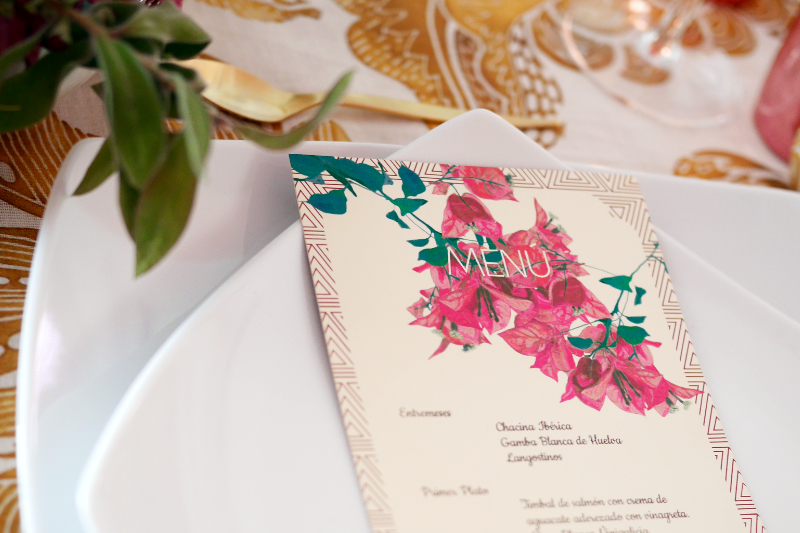 MENU
Entremeses
Chacina Ibérica
Gamba Blanca de Huelva
Langostinos
Primer Plato
Timbal de salmón con crema de
aguacate aderezado con vinagreta.